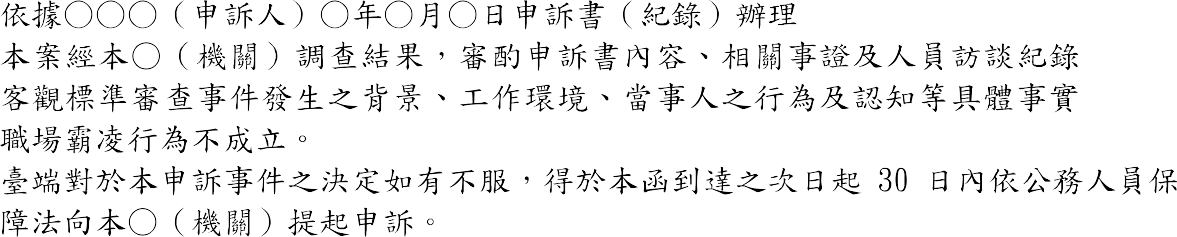 依據○○○（申訴人）○年○月○日申訴書（紀錄）辦理
本案經本○（機關）調查結果，審酌申訴書內容、相關事證及人員訪談紀錄
客觀標準審查事件發生之背景、工作環境、當事人之行為及認知等具體事實
職場霸凌行為不成立。
臺端對於本申訴事件之決定如有不服，得於本函到達之次日起 30 日內依公務人員保
障法向本○（機關）提起申訴。